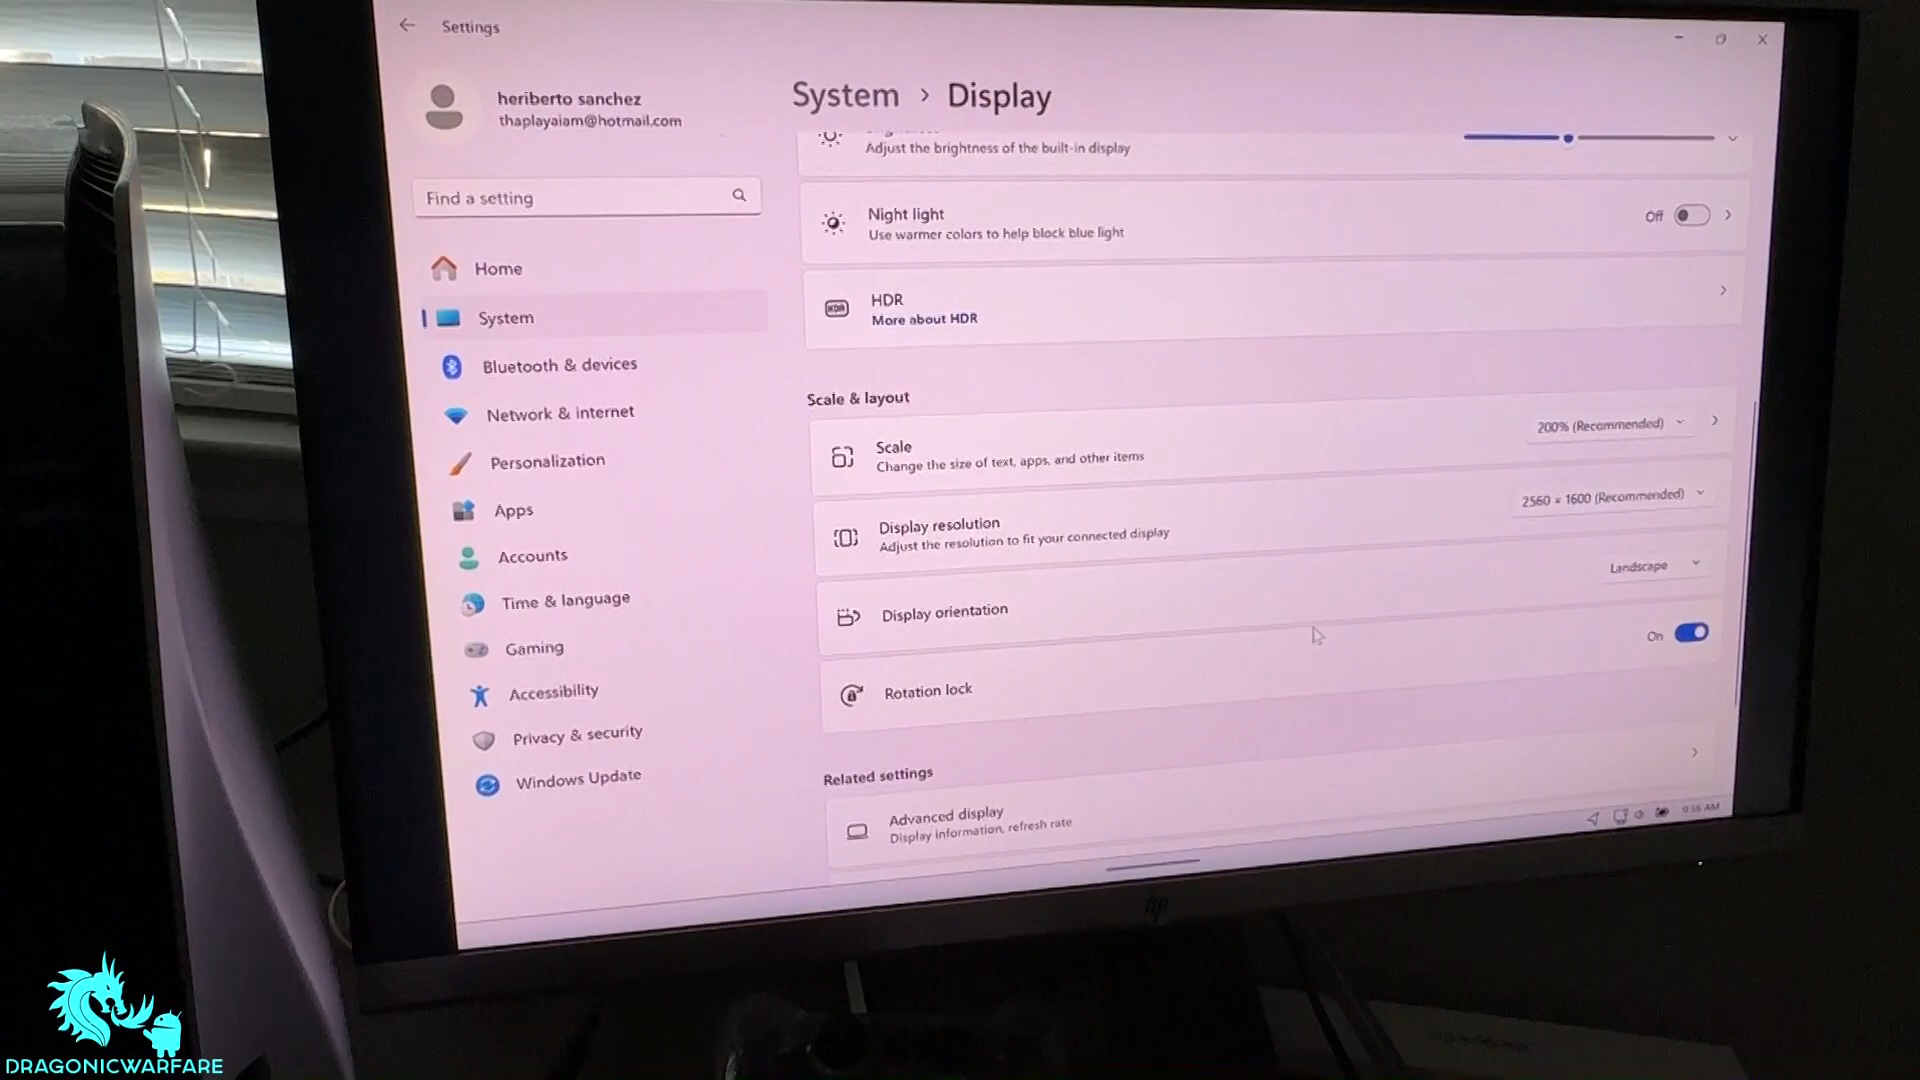 Settings
heriberto sanchez
thaplayaiam@hotmail.com
Find a setting
Home
System
Bluetooth & devices
Network & internet
Personalization
Apps
Accounts
Time & language
Gaming
Accessibility
Privacy & security
Windows Update
System > Display
Adjust the brightness of the built-in display
Night light
Use warmer colors to help block blue light
Off
HDR
More about HDR
Scale & layout
Scale
Change the size of text, apps, and other items
200% (Recommended)
Display resolution
Adjust the resolution to fit your connected display
2560 × 1600 (Recommended)
Display orientation
Landscape
Rotation lock
On
Related settings
Advanced display
Display information, refresh rate
hp
DRAGONICWARFARE